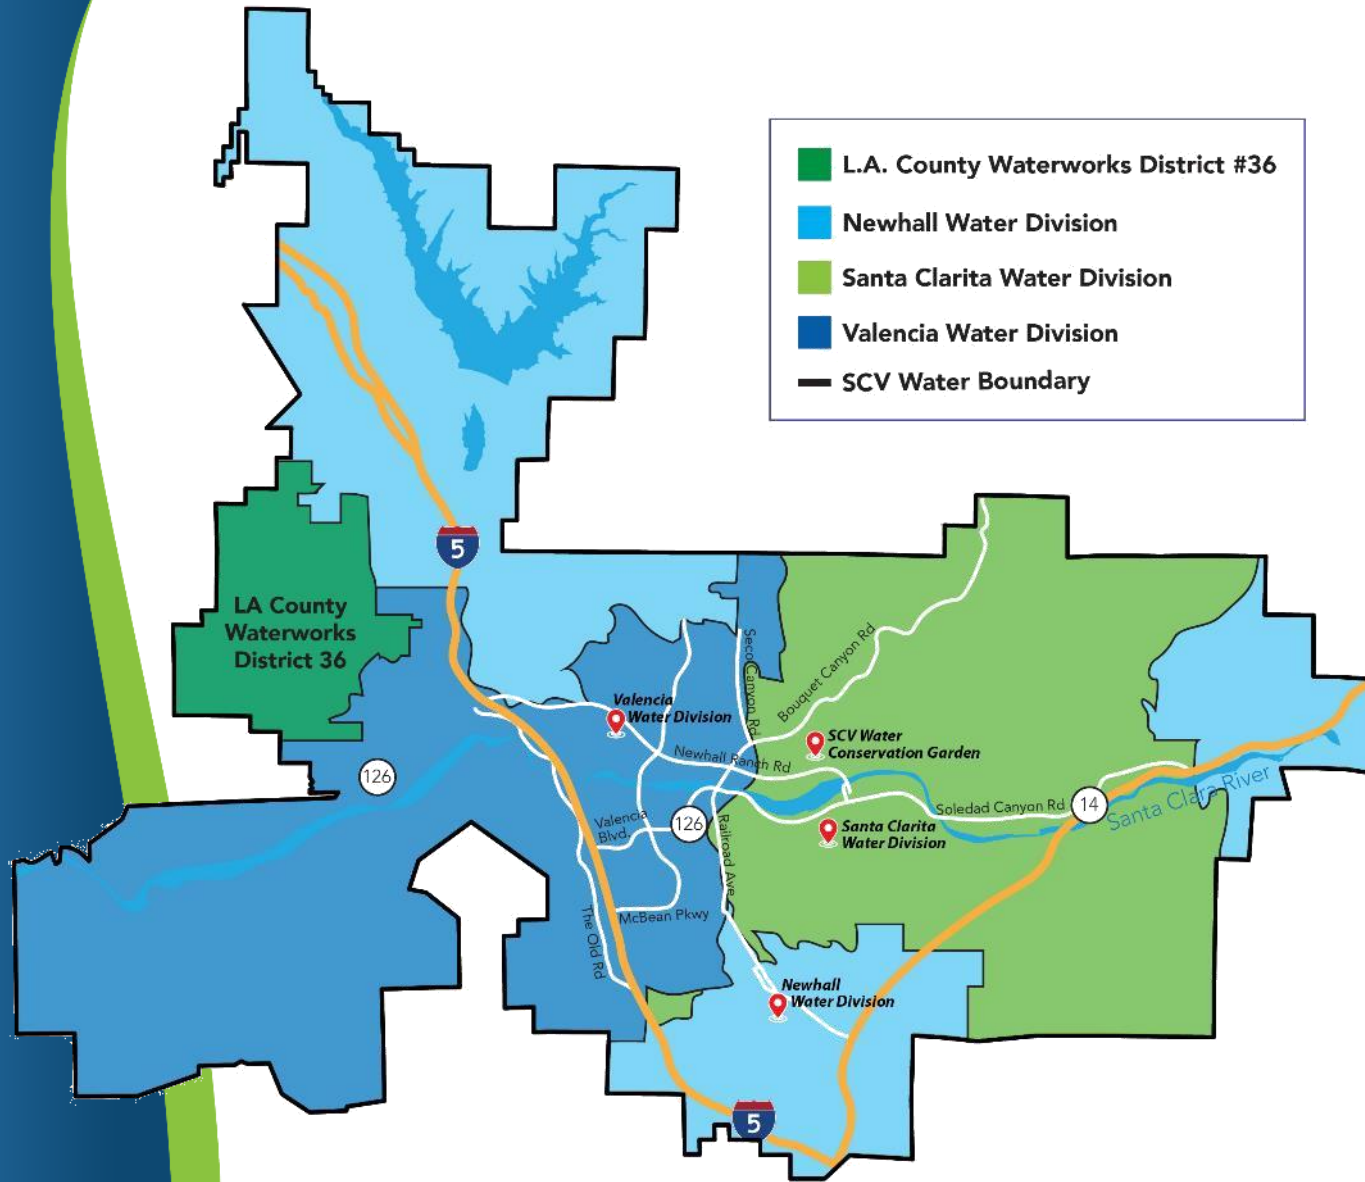 L.A. County Waterworks District #36
Newhall Water Division
Santa Clarita Water Division
Valencia Water Division
SCV Water Boundary
5
LA County
Waterworks
District 36
Seco Canyon Rd
Bouquet Canyon Rd
Valencia
Water Division
SCV Water
Conservation Garden
Newhall Ranch Rd
126
Valencia
Blvd.
126
Railroad Ave
Soledad Canyon Rd
14
Santa Clara River
Santa Clarita
Water Division
McBean Pkwy
The Old Rd
Newhall
Water Division
5